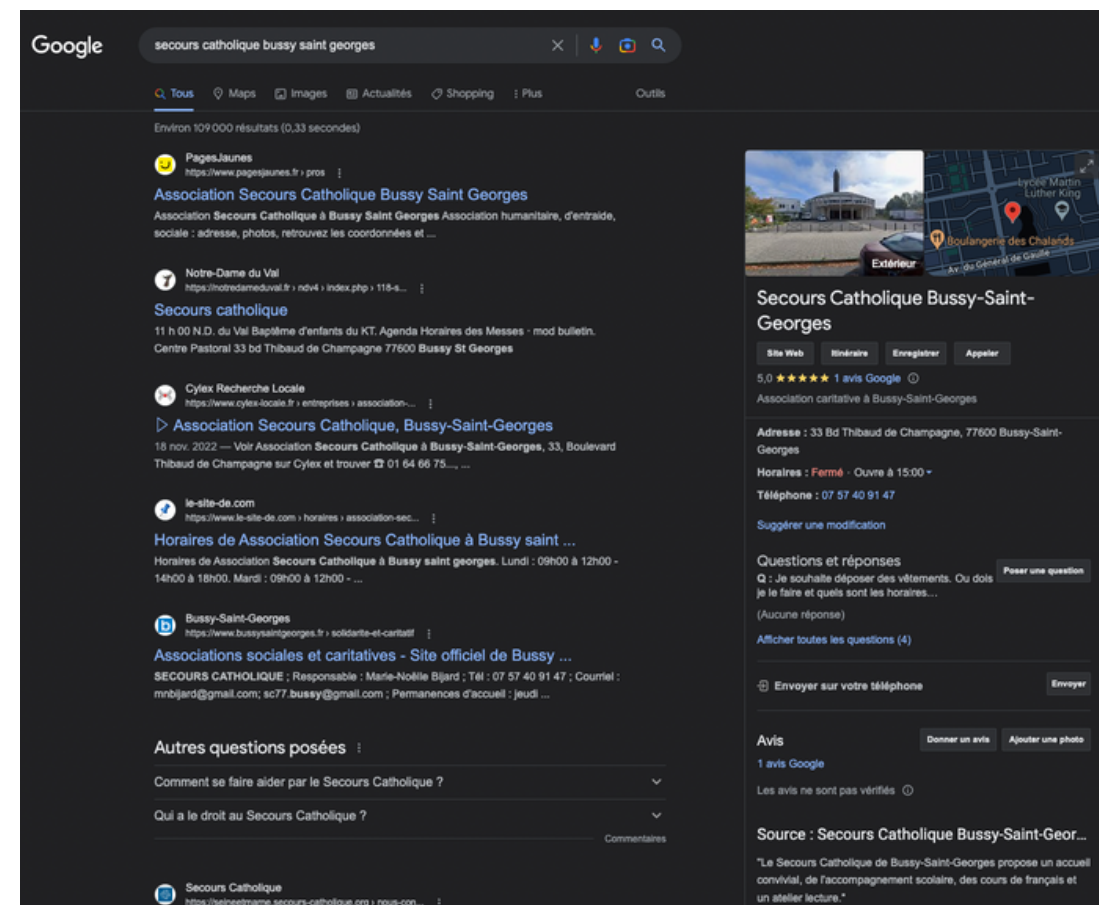 Google
secours catholique bussy saint georges
Tous Maps Images Actualités Shopping Plus Outils
Environ 109 000 résultats (0,33 secondes)
PagesJaunes
https://www.pagesjaunes.fr › pros
Association Secours Catholique Bussy Saint Georges
Association Secours Catholique à Bussy Saint Georges Association humanitaire, d'entraide,
sociale : adresse, photos, retrouvez les coordonnées et ...
Notre-Dame du Val
https://notredameduval.fr › ndv4 › index.php › 118-s...
Secours catholique
11 h 00 N.D. du Val Baptême d'enfants du KT. Agenda Horaires des Messes · mod bulletin.
Centre Pastoral 33 bd Thibaud de Champagne 77600 Bussy St Georges
Cylex Recherche Locale
https://www.cylex-locale.fr › entreprises › association-...
▷ Association Secours Catholique, Bussy-Saint-Georges
18 nov. 2022 — Voir Association Secours Catholique à Bussy-Saint-Georges, 33, Boulevard
Thibaud de Champagne sur Cylex et trouver ☎ 01 64 66 75..., ...
le-site-de.com
https://www.le-site-de.com › horaires › association-sec...
Horaires de Association Secours Catholique à Bussy saint ...
Horaires de Association Secours Catholique à Bussy saint georges. Lundi : 09h00 à 12h00 -
14h00 à 18h00. Mardi : 09h00 à 12h00 - ...
Bussy-Saint-Georges
https://www.bussysaintgeorges.fr › solidarite-et-caritatif
Associations sociales et caritatives - Site officiel de Bussy ...
SECOURS CATHOLIQUE ; Responsable : Marie-Noëlle Bijard ; Tél : 07 57 40 91 47 ; Courriel :
mnbijard@gmail.com; sc77.bussy@gmail.com ; Permanences d'accueil : jeudi ...
Autres questions posées
Comment se faire aider par le Secours Catholique ?
Qui a le droit au Secours Catholique ?
Commentaires
Secours Catholique
https://seineetmarne.secours-catholique.org › nous-con...
Extérieur
Lycée Martin
Luther King
Boulangerie des Chalands
Av. du Général de Gaulle
Secours Catholique Bussy-Saint-
Georges
Site Web Itinéraire Enregistrer Appeler
5,0 ★★★★★ 1 avis Google
Association caritative à Bussy-Saint-Georges
Adresse : 33 Bd Thibaud de Champagne, 77600 Bussy-Saint-
Georges
Horaires : Fermé · Ouvre à 15:00
Téléphone : 07 57 40 91 47
Suggérer une modification
Questions et réponses
Poser une question
Q : Je souhaite déposer des vêtements. Ou dois
je le faire et quels sont les horaires...
(Aucune réponse)
Afficher toutes les questions (4)
Envoyer sur votre téléphone Envoyer
Avis Donner un avis Ajouter une photo
1 avis Google
Les avis ne sont pas vérifiés
Source : Secours Catholique Bussy-Saint-Geor...
"Le Secours Catholique de Bussy-Saint-Georges propose un accueil
convivial, de l'accompagnement scolaire, des cours de français et
un atelier lecture."